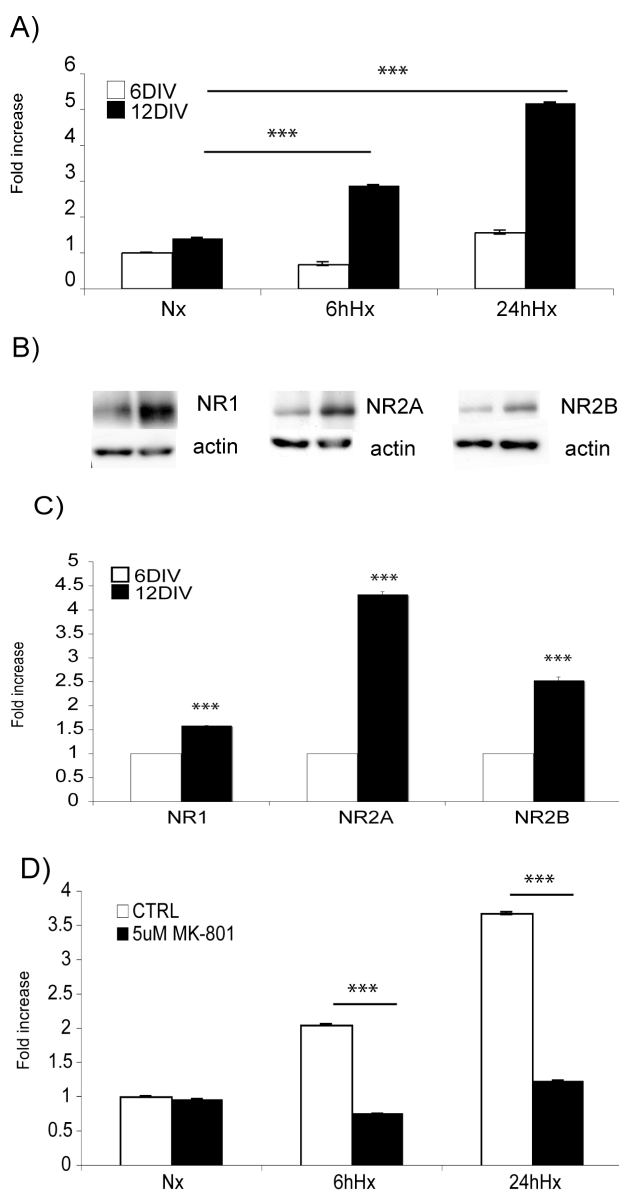 A)
6
5
4
3
2
1
0
Fold increase
6DIV
12DIV
***
***
Nx 6hHx 24hHx
B)
NR1 NR2A NR2B
actin actin actin
C)
5
4.5
4
3.5
3
2.5
2
1.5
1
0.5
0
Fold increase
6DIV
12DIV
***
***
***
NR1 NR2A NR2B
D)
4
3.5
3
2.5
2
1.5
1
0.5
0
Fold increase
CTRL
5uM MK-801
***
***
Nx 6hHx 24hHx